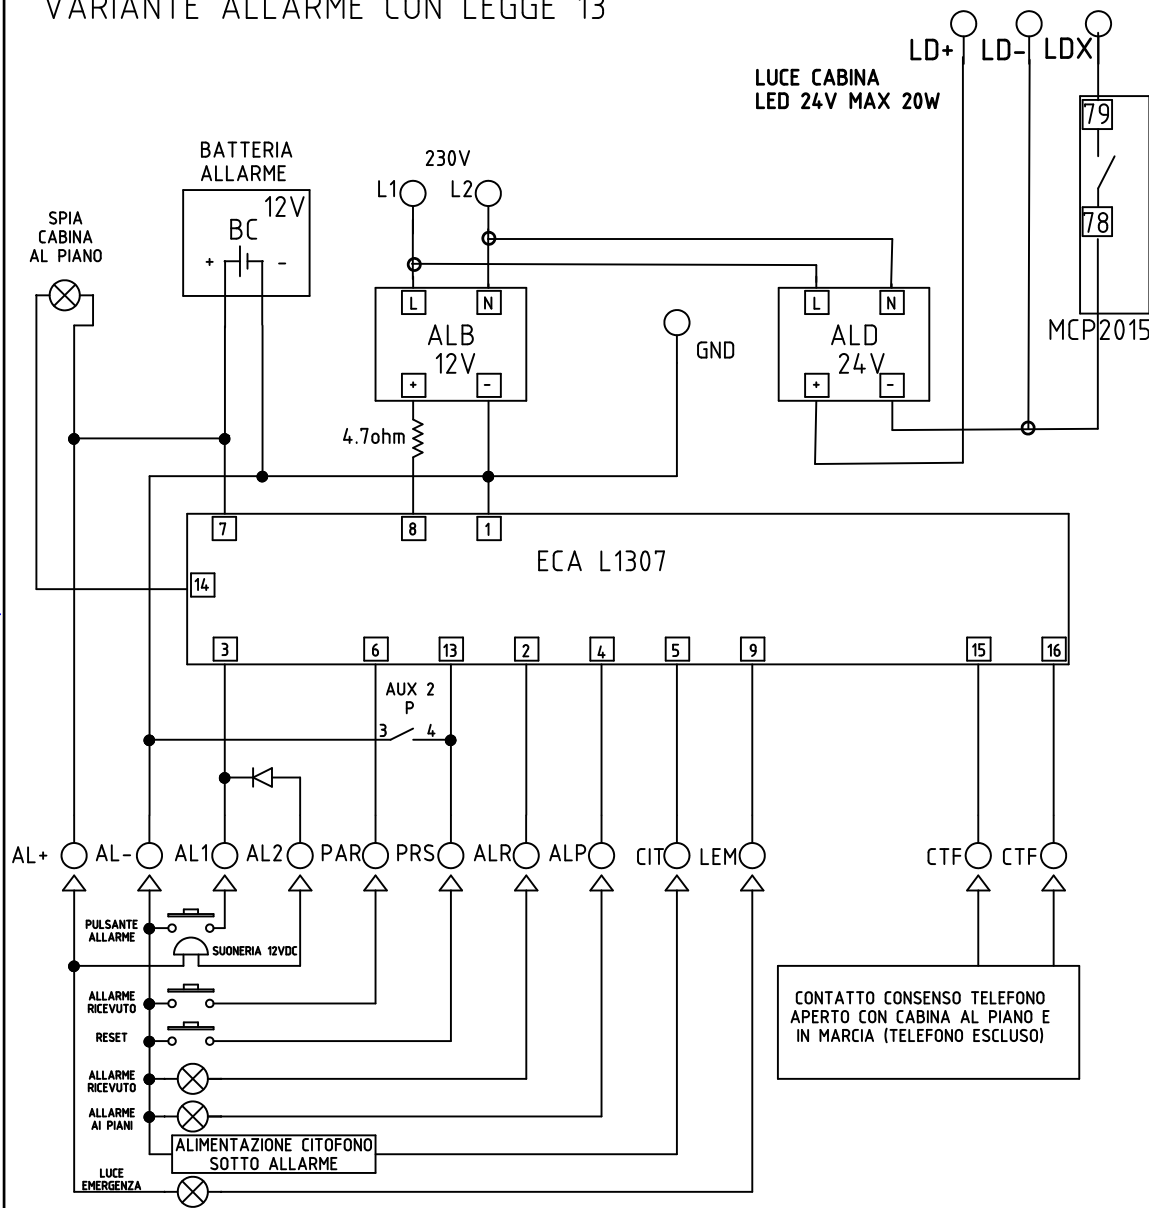 VARIANTE ALLARME CON LEGGE 13
LD+ LD- LDX
LUCE CABINA
LED 24V MAX 20W
79
78
MCP2015
BATTERIA
ALLARME
12V
BC
+ -
230V
L1 L2
SPIA
CABINA
AL PIANO
L N
ALB
12V
+ -
GND
L N
ALD
24V
+ -
4.7ohm
7 8 1
ECA L1307
14
3 6 13 2 4 5 9 15 16
AUX 2
P
3 4
AL+ AL- AL1 AL2 PAR PRS ALR ALP CIT LEM CTF CTF
PULSANTE
ALLARME
SUONERIA 12VDC
ALLARME
RICEVUTO
RESET
ALLARME
RICEVUTO
ALLARME
AI PIANI
ALIMENTAZIONE CITOFONO
SOTTO ALLARME
LUCE
EMERGENZA
CONTATTO CONSENSO TELEFONO
APERTO CON CABINA AL PIANO E
IN MARCIA (TELEFONO ESCLUSO)